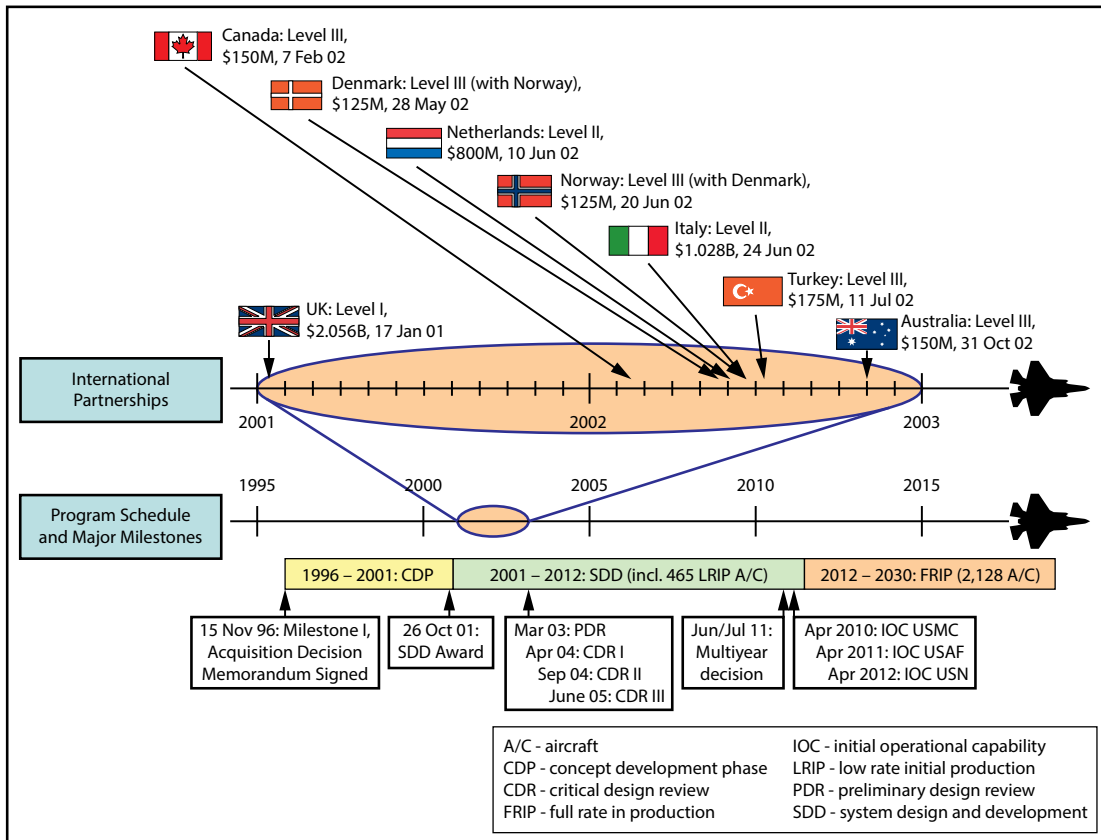 Canada: Level III,
$150M, 7 Feb 02
Denmark: Level III (with Norway),
$125M, 28 May 02
Netherlands: Level II,
$800M, 10 Jun 02
Norway: Level III (with Denmark),
$125M, 20 Jun 02
Italy: Level II,
$1.028B, 24 Jun 02
Turkey: Level III,
$175M, 11 Jul 02
UK: Level I,
$2.056B, 17 Jan 01
Australia: Level III,
$150M, 31 Oct 02
International
Partnerships
2001 2002 2003
1995 2000 2005 2010 2015
Program Schedule
and Major Milestones
1996 – 2001: CDP
2001 – 2012: SDD (incl. 465 LRIP A/C)
2012 – 2030: FRIP (2,128 A/C)
15 Nov 96: Milestone I,
Acquisition Decision
Memorandum Signed
26 Oct 01:
SDD Award
Mar 03: PDR
Apr 04: CDR I
Sep 04: CDR II
June 05: CDR III
Jun/Jul 11:
Multiyear
decision
Apr 2010: IOC USMC
Apr 2011: IOC USAF
Apr 2012: IOC USN
A/C - aircraft
CDP - concept development phase
CDR - critical design review
FRIP - full rate in production
IOC - initial operational capability
LRIP - low rate initial production
PDR - preliminary design review
SDD - system design and development